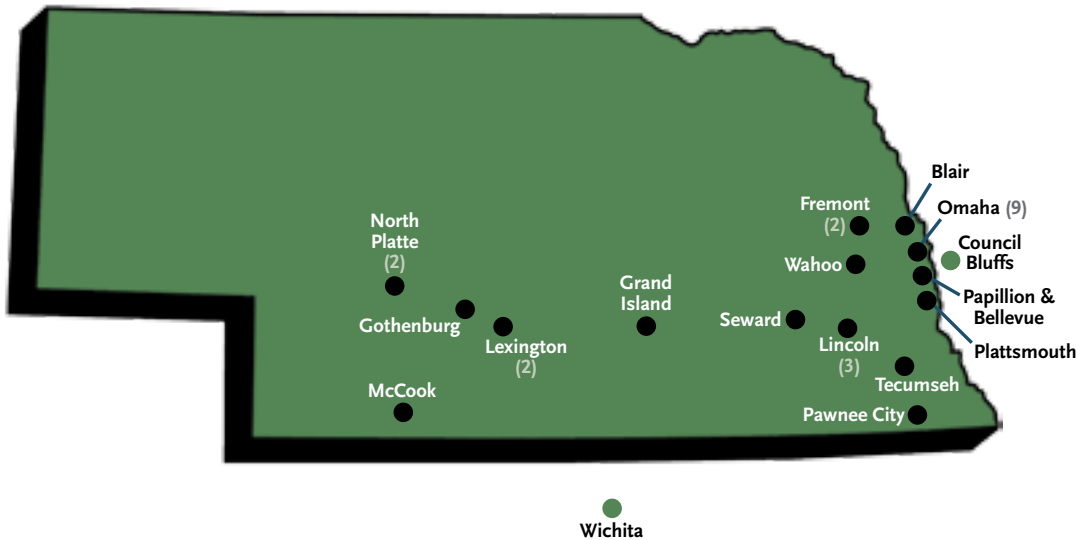 Blair
Fremont
(2)
Omaha (9)
North
Platte
(2)
Council
Bluffs
Wahoo
Grand
Island
Papillion &
Bellevue
Gothenburg
Seward
Lexington
(2)
Lincoln
(3)
Plattsmouth
McCook
Tecumseh
Pawnee City
Wichita